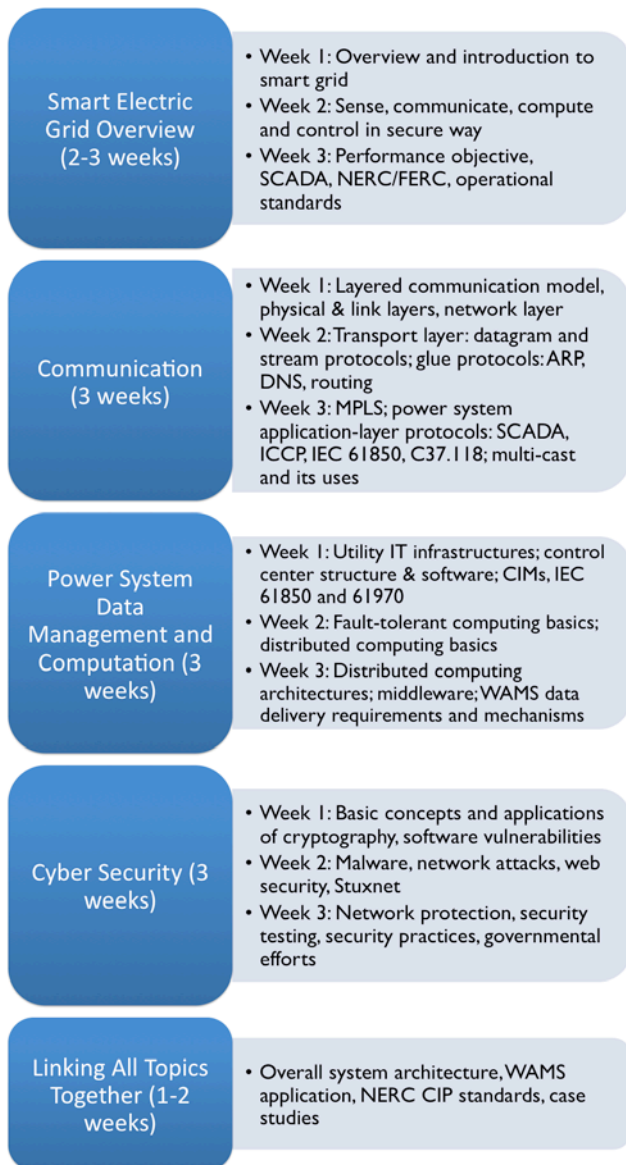 Smart Electric
Grid Overview
(2-3 weeks)
• Week 1: Overview and introduction to
smart grid
• Week 2: Sense, communicate, compute
and control in secure way
• Week 3: Performance objective,
SCADA, NERC/FERC, operational
standards
Communication
(3 weeks)
• Week 1: Layered communication model,
physical & link layers, network layer
• Week 2: Transport layer: datagram and
stream protocols; glue protocols: ARP,
DNS, routing
• Week 3: MPLS; power system
application-layer protocols: SCADA,
ICCP, IEC 61850, C37.118; multi-cast
and its uses
Power System
Data
Management and
Computation (3
weeks)
• Week 1: Utility IT infrastructures; control
center structure & software; CIMs, IEC
61850 and 61970
• Week 2: Fault-tolerant computing basics;
distributed computing basics
• Week 3: Distributed computing
architectures; middleware; WAMS data
delivery requirements and mechanisms
Cyber Security (3
weeks)
• Week 1: Basic concepts and applications
of cryptography, software vulnerabilities
• Week 2: Malware, network attacks, web
security, Stuxnet
• Week 3: Network protection, security
testing, security practices, governmental
efforts
Linking All Topics
Together (1-2
weeks)
• Overall system architecture, WAMS
application, NERC CIP standards, case
studies